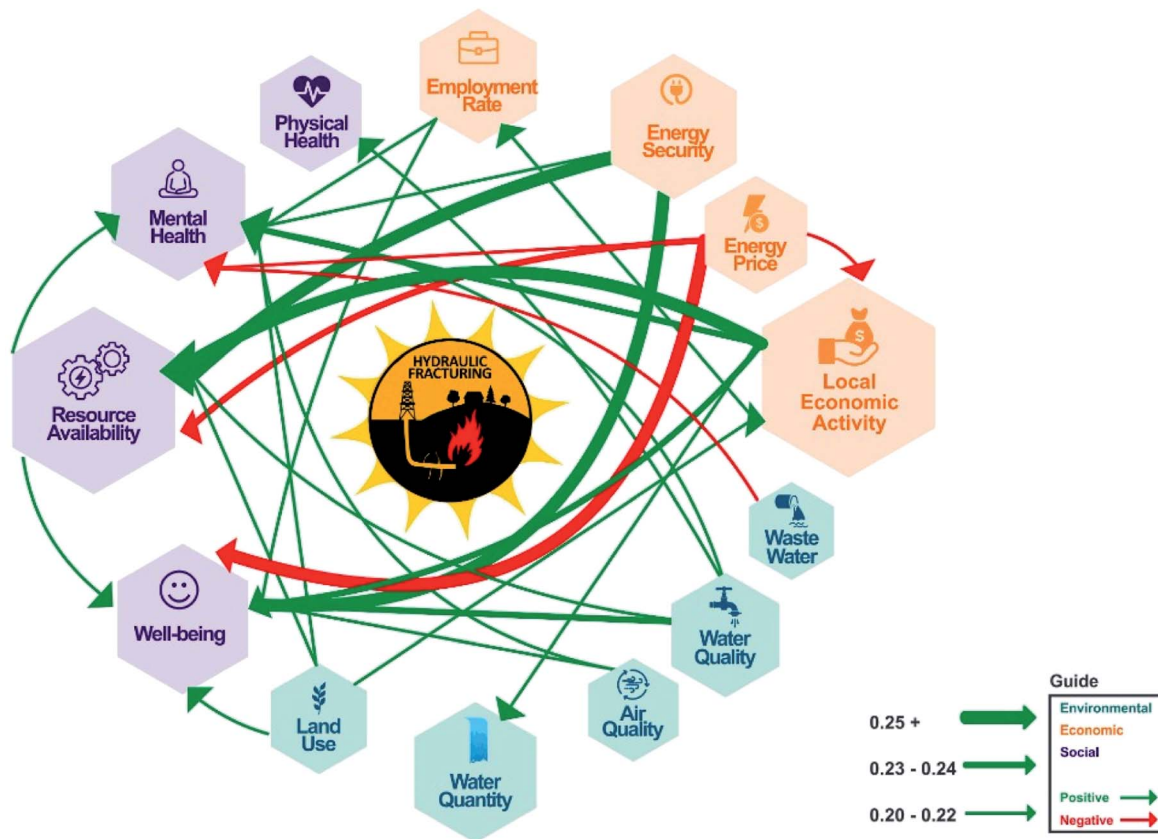 Employment
Rate
Physical
Health
Energy
Security
Mental
Health
Energy
Price
HYDRAULIC
FRACTURING
Local
Economic
Activity
Resource
Availability
Waste
Water
Well-being
Water
Quality
Land
Use
Air
Quality
Water
Quantity
Guide
0.25 +
0.23 - 0.24
0.20 - 0.22
Environmental
Economic
Social
Positive
Negative